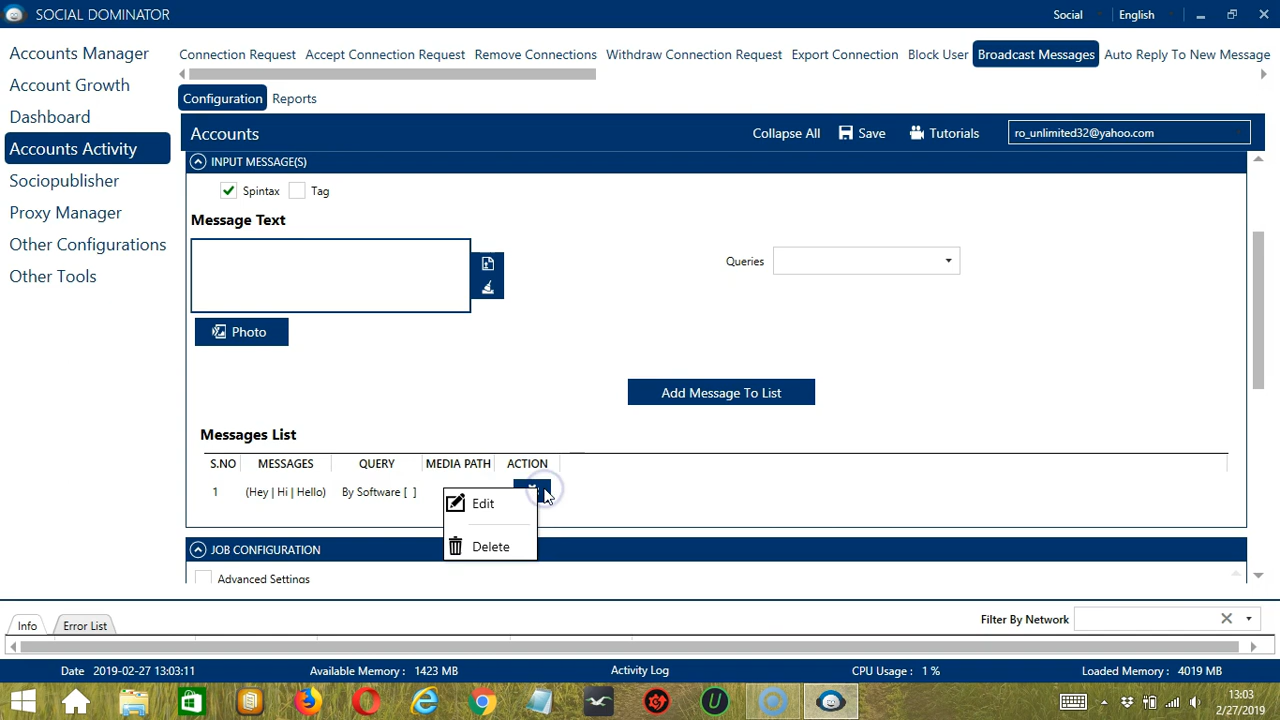 SOCIAL DOMINATOR
Social
English
Accounts Manager
Account Growth
Dashboard
Accounts Activity
Sociopublisher
Proxy Manager
Other Configurations
Other Tools
Connection Request
Accept Connection Request
Remove Connections
Withdraw Connection Request
Export Connection
Block User
Broadcast Messages
Auto Reply To New Message
Configuration
Reports
Accounts
Collapse All
Save
Tutorials
ro_unlimited32@yahoo.com
INPUT MESSAGE(S)
Spintax
Tag
Message Text
Queries
Photo
Add Message To List
Messages List
S.NO MESSAGES QUERY MEDIA PATH ACTION
1 (Hey | Hi | Hello) By Software [ ]
Edit
Delete
JOB CONFIGURATION
Advanced Settings
Info
Error List
Filter By Network
Date 2019-02-27 13:03:11
Available Memory : 1423 MB
Activity Log
CPU Usage : 1 %
Loaded Memory : 4019 MB
13:03
2/27/2019